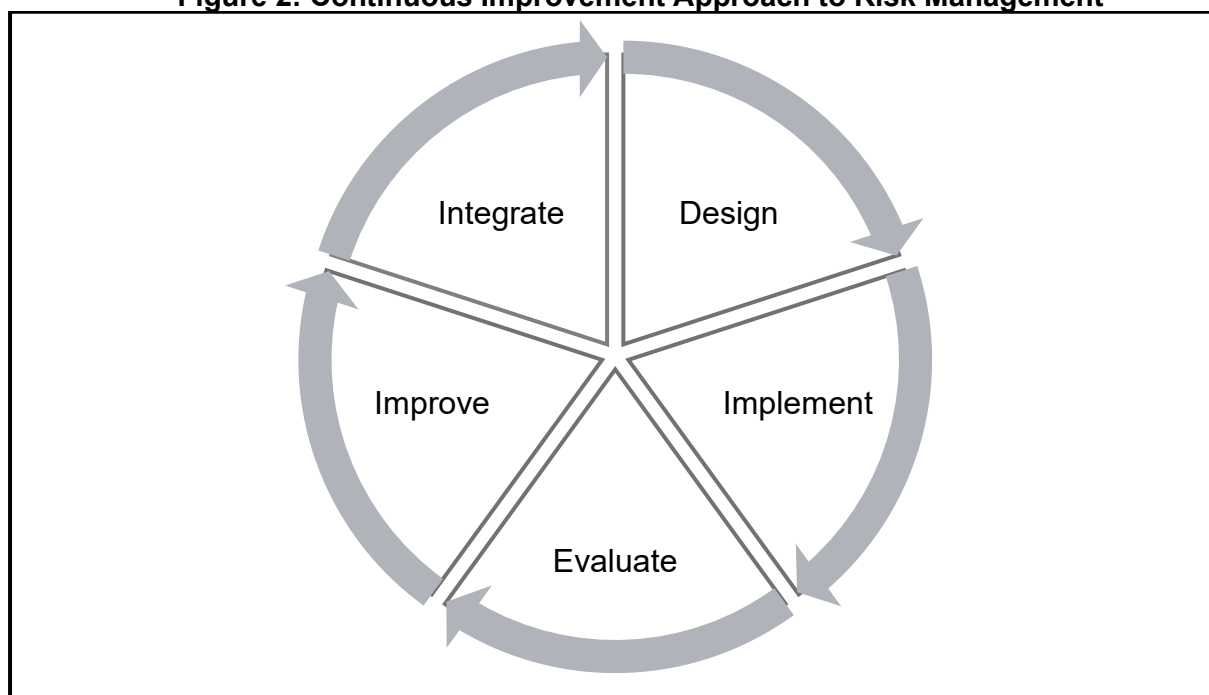 Figure 2: Continuous Improvement Approach to Risk Management
Integrate
Design
Improve
Implement
Evaluate